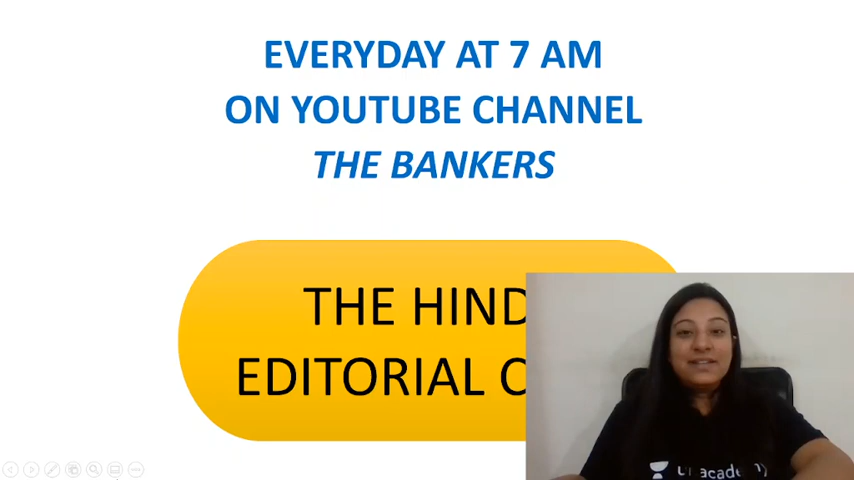 EVERYDAY AT 7 AM
ON YOUTUBE CHANNEL
THE BANKERS
THE HIND
EDITORIAL